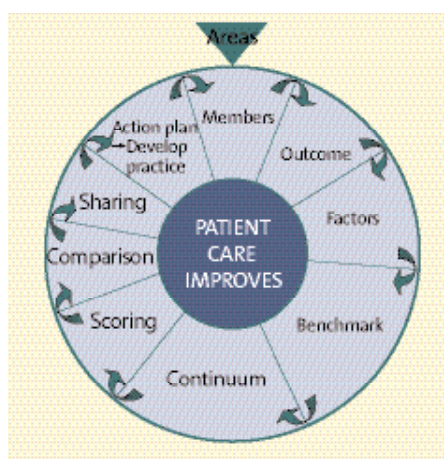 Areas
Members
Outcome
Factors
Benchmark
Continuum
Scoring
Comparison
Sharing
Action plan
Develop
practice
PATIENT
CARE
IMPROVES